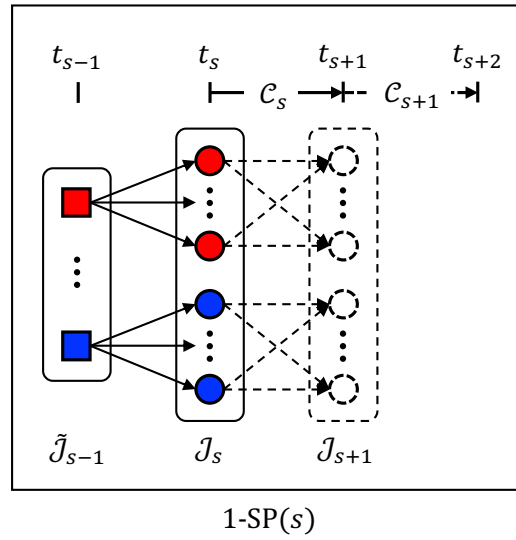 t_{s−1} t_s t_{s+1} t_{s+2}
𝒞_s 𝒞_{s+1}
𝒥̃_{s−1} 𝒥_s 𝒥_{s+1}
1-SP(s)